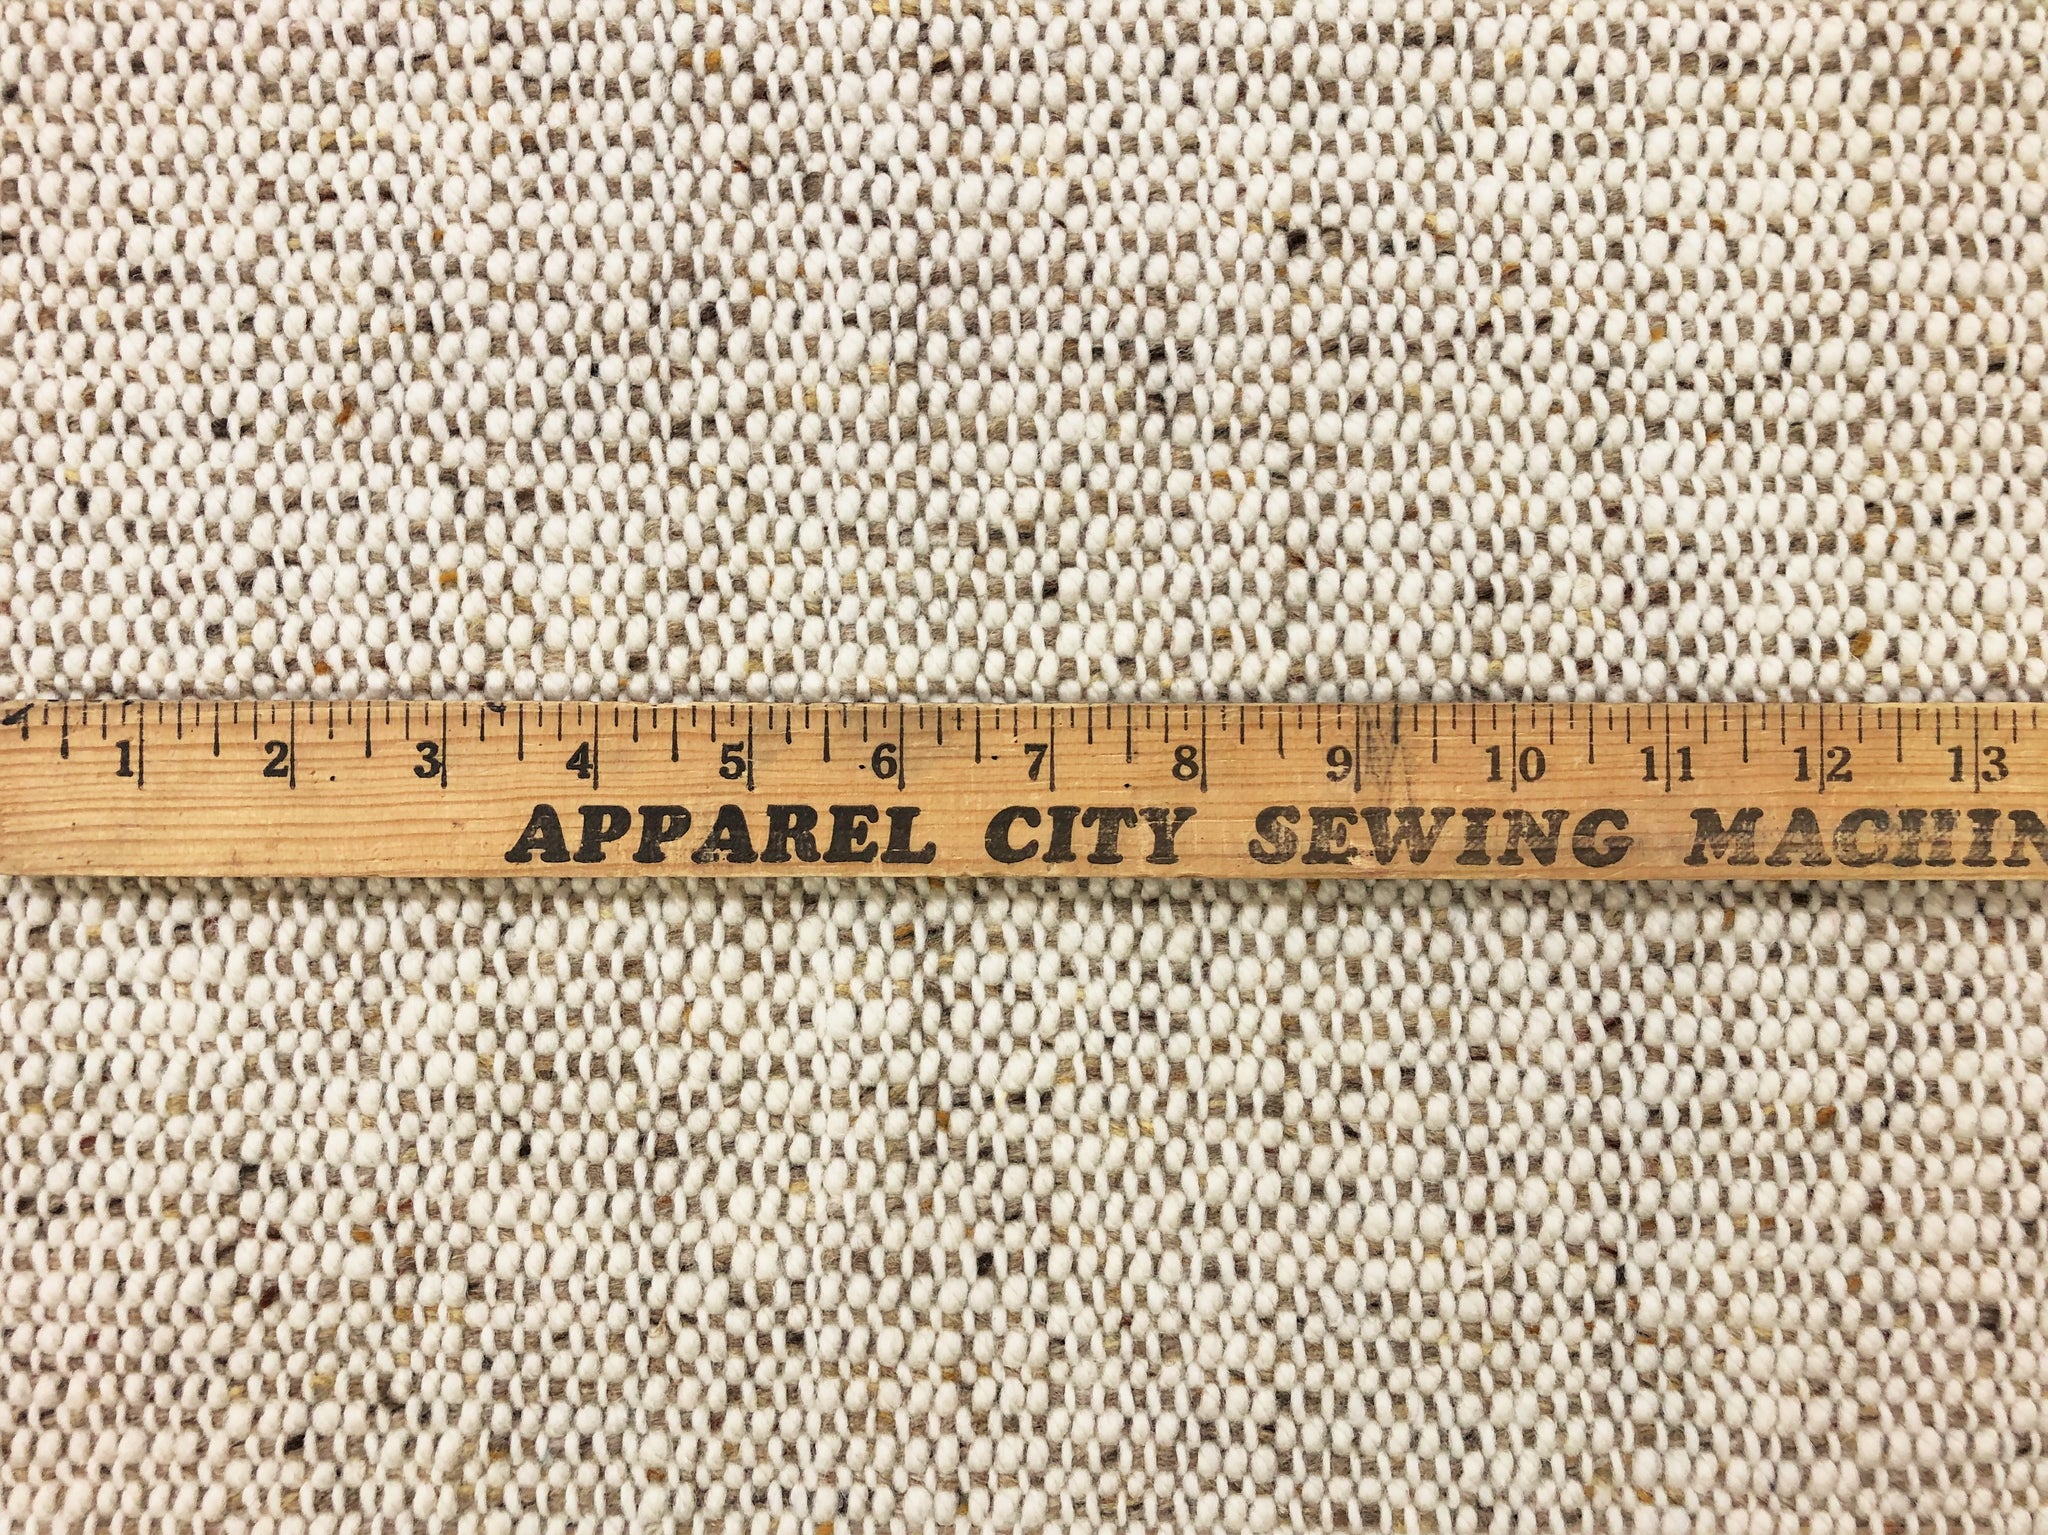 1 2 3 4 5 6 7 8 9 10 11 12 13
APPAREL CITY SEWING MACHIN